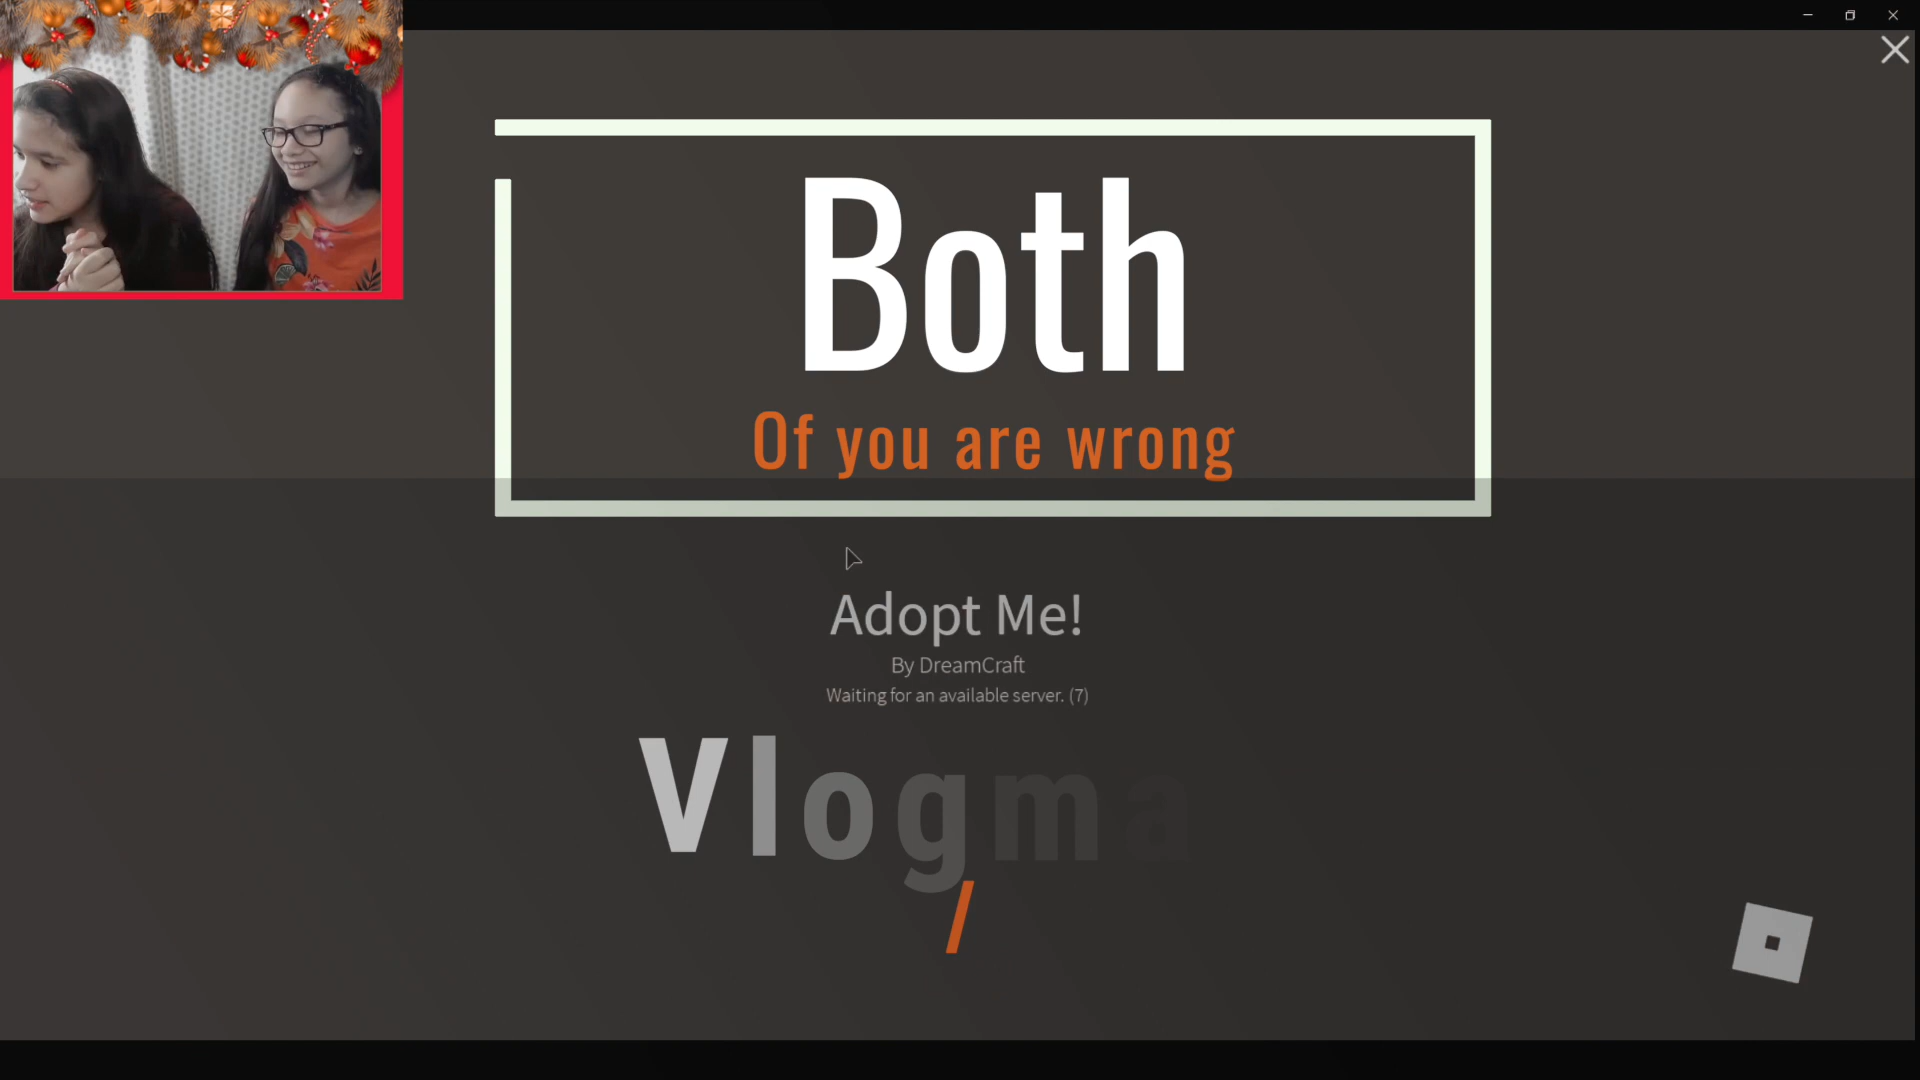 Both
Of you are wrong
Adopt Me!
By DreamCraft
Waiting for an available server. (7)
Vlogma
/